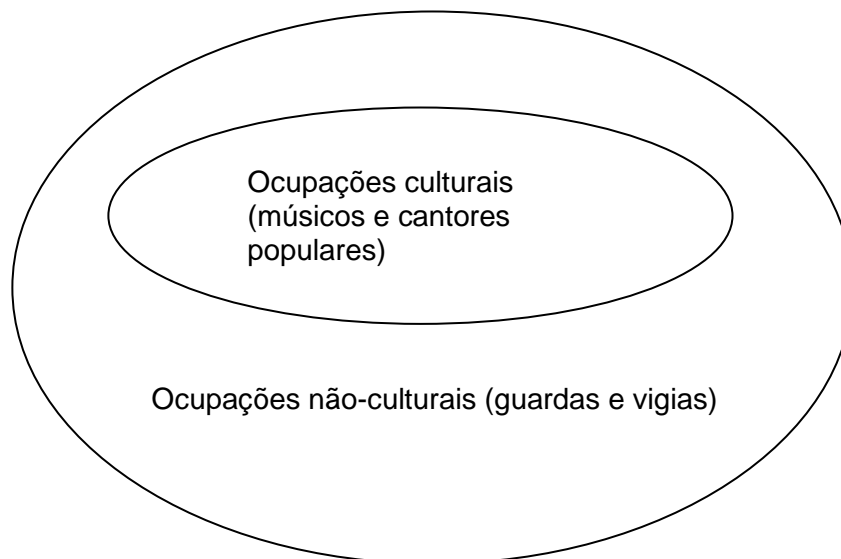 Ocupações culturais
(músicos e cantores
populares)
Ocupações não-culturais (guardas e vigias)